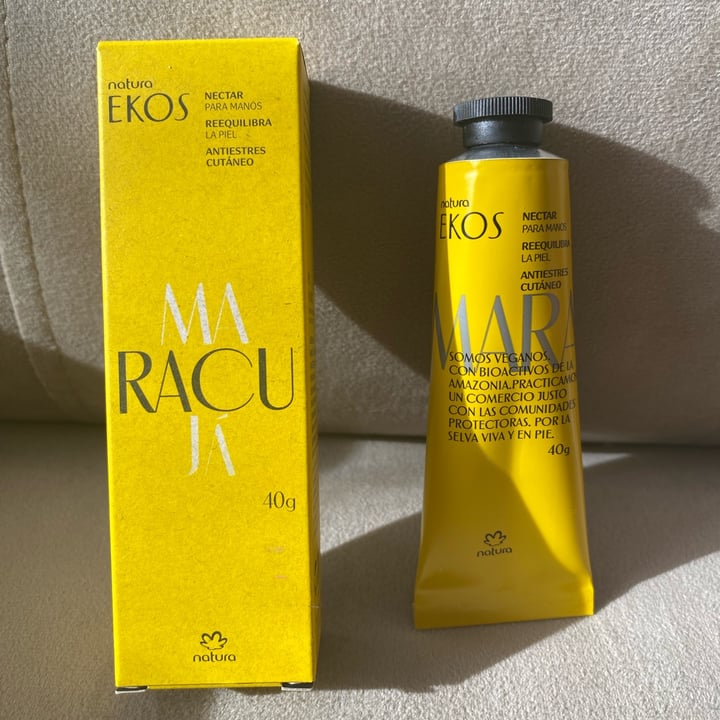 natura
EKOS
NECTAR
PARA MANOS
REEQUILIBRA
LA PIEL
ANTIESTRES
CUTÁNEO
MA
RACU
JÁ
40g
natura
natura
EKOS
NECTAR
PARA MANOS
REEQUILIBRA
LA PIEL
ANTIESTRES
CUTÁNEO
MARA
SOMOS VEGANOS,
CON BIOACTIVOS DE LA
AMAZONIA.PRACTICAMO
UN COMERCIO JUSTO
CON LAS COMUNIDADES
PROTECTORAS. POR LA
SELVA VIVA Y EN PIE.
40g
natura